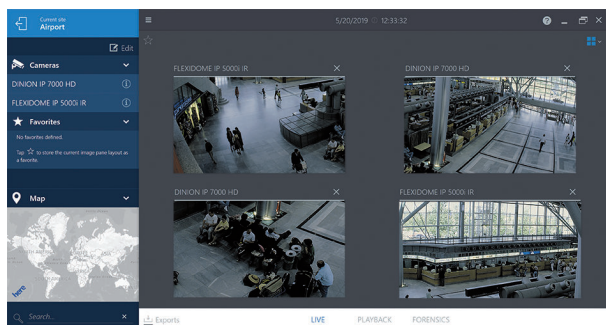 Current site
Airport
5/20/2019
12:33:32
Edit
Cameras
DINION IP 7000 HD
FLEXIDOME IP 5000i IR
Favorites
No favorites defined.
Tap to store the current image pane layout as
a favorite.
Map
here
Search...
FLEXIDOME IP 5000i IR
DINION IP 7000 HD
DINION IP 7000 HD
FLEXIDOME IP 5000i IR
Exports
LIVE
PLAYBACK
FORENSICS